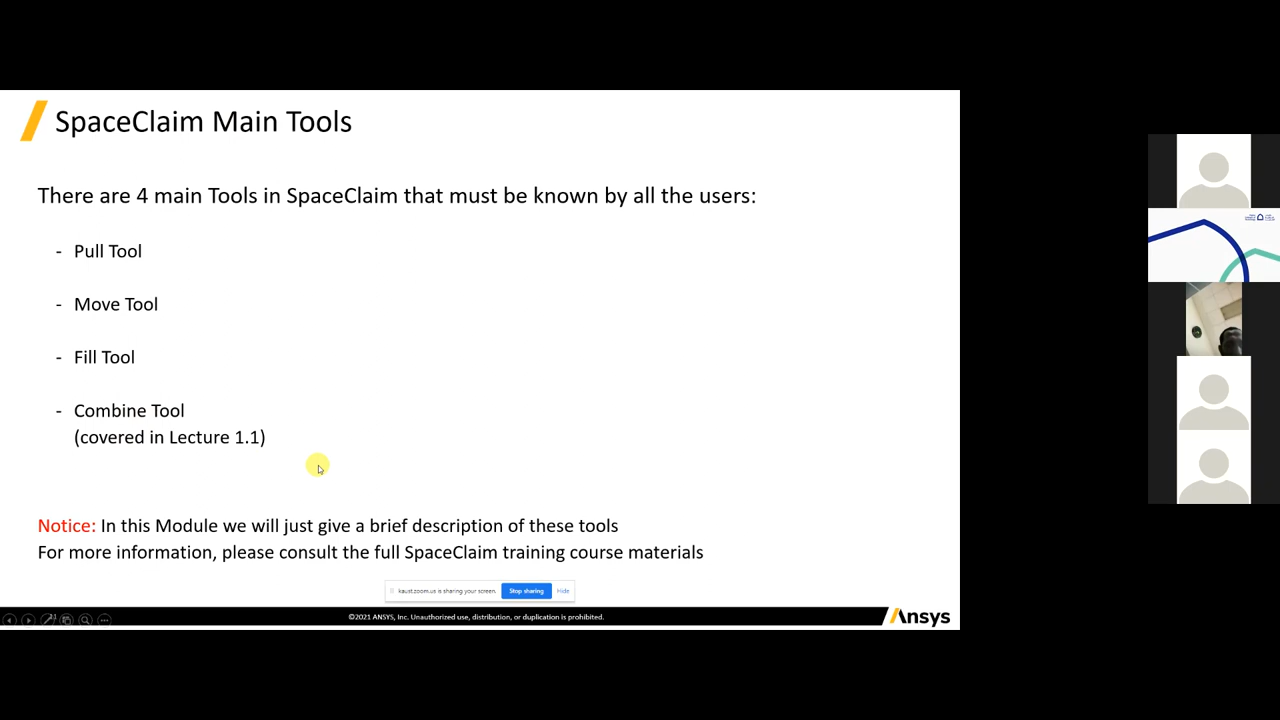 SpaceClaim Main Tools
There are 4 main Tools in SpaceClaim that must be known by all the users:
- Pull Tool
- Move Tool
- Fill Tool
- Combine Tool
(covered in Lecture 1.1)
Notice: In this Module we will just give a brief description of these tools
For more information, please consult the full SpaceClaim training course materials
kaust.zoom.us is sharing your screen. Stop sharing Hide
©2021 ANSYS, Inc. Unauthorized use, distribution, or duplication is prohibited.
Ansys